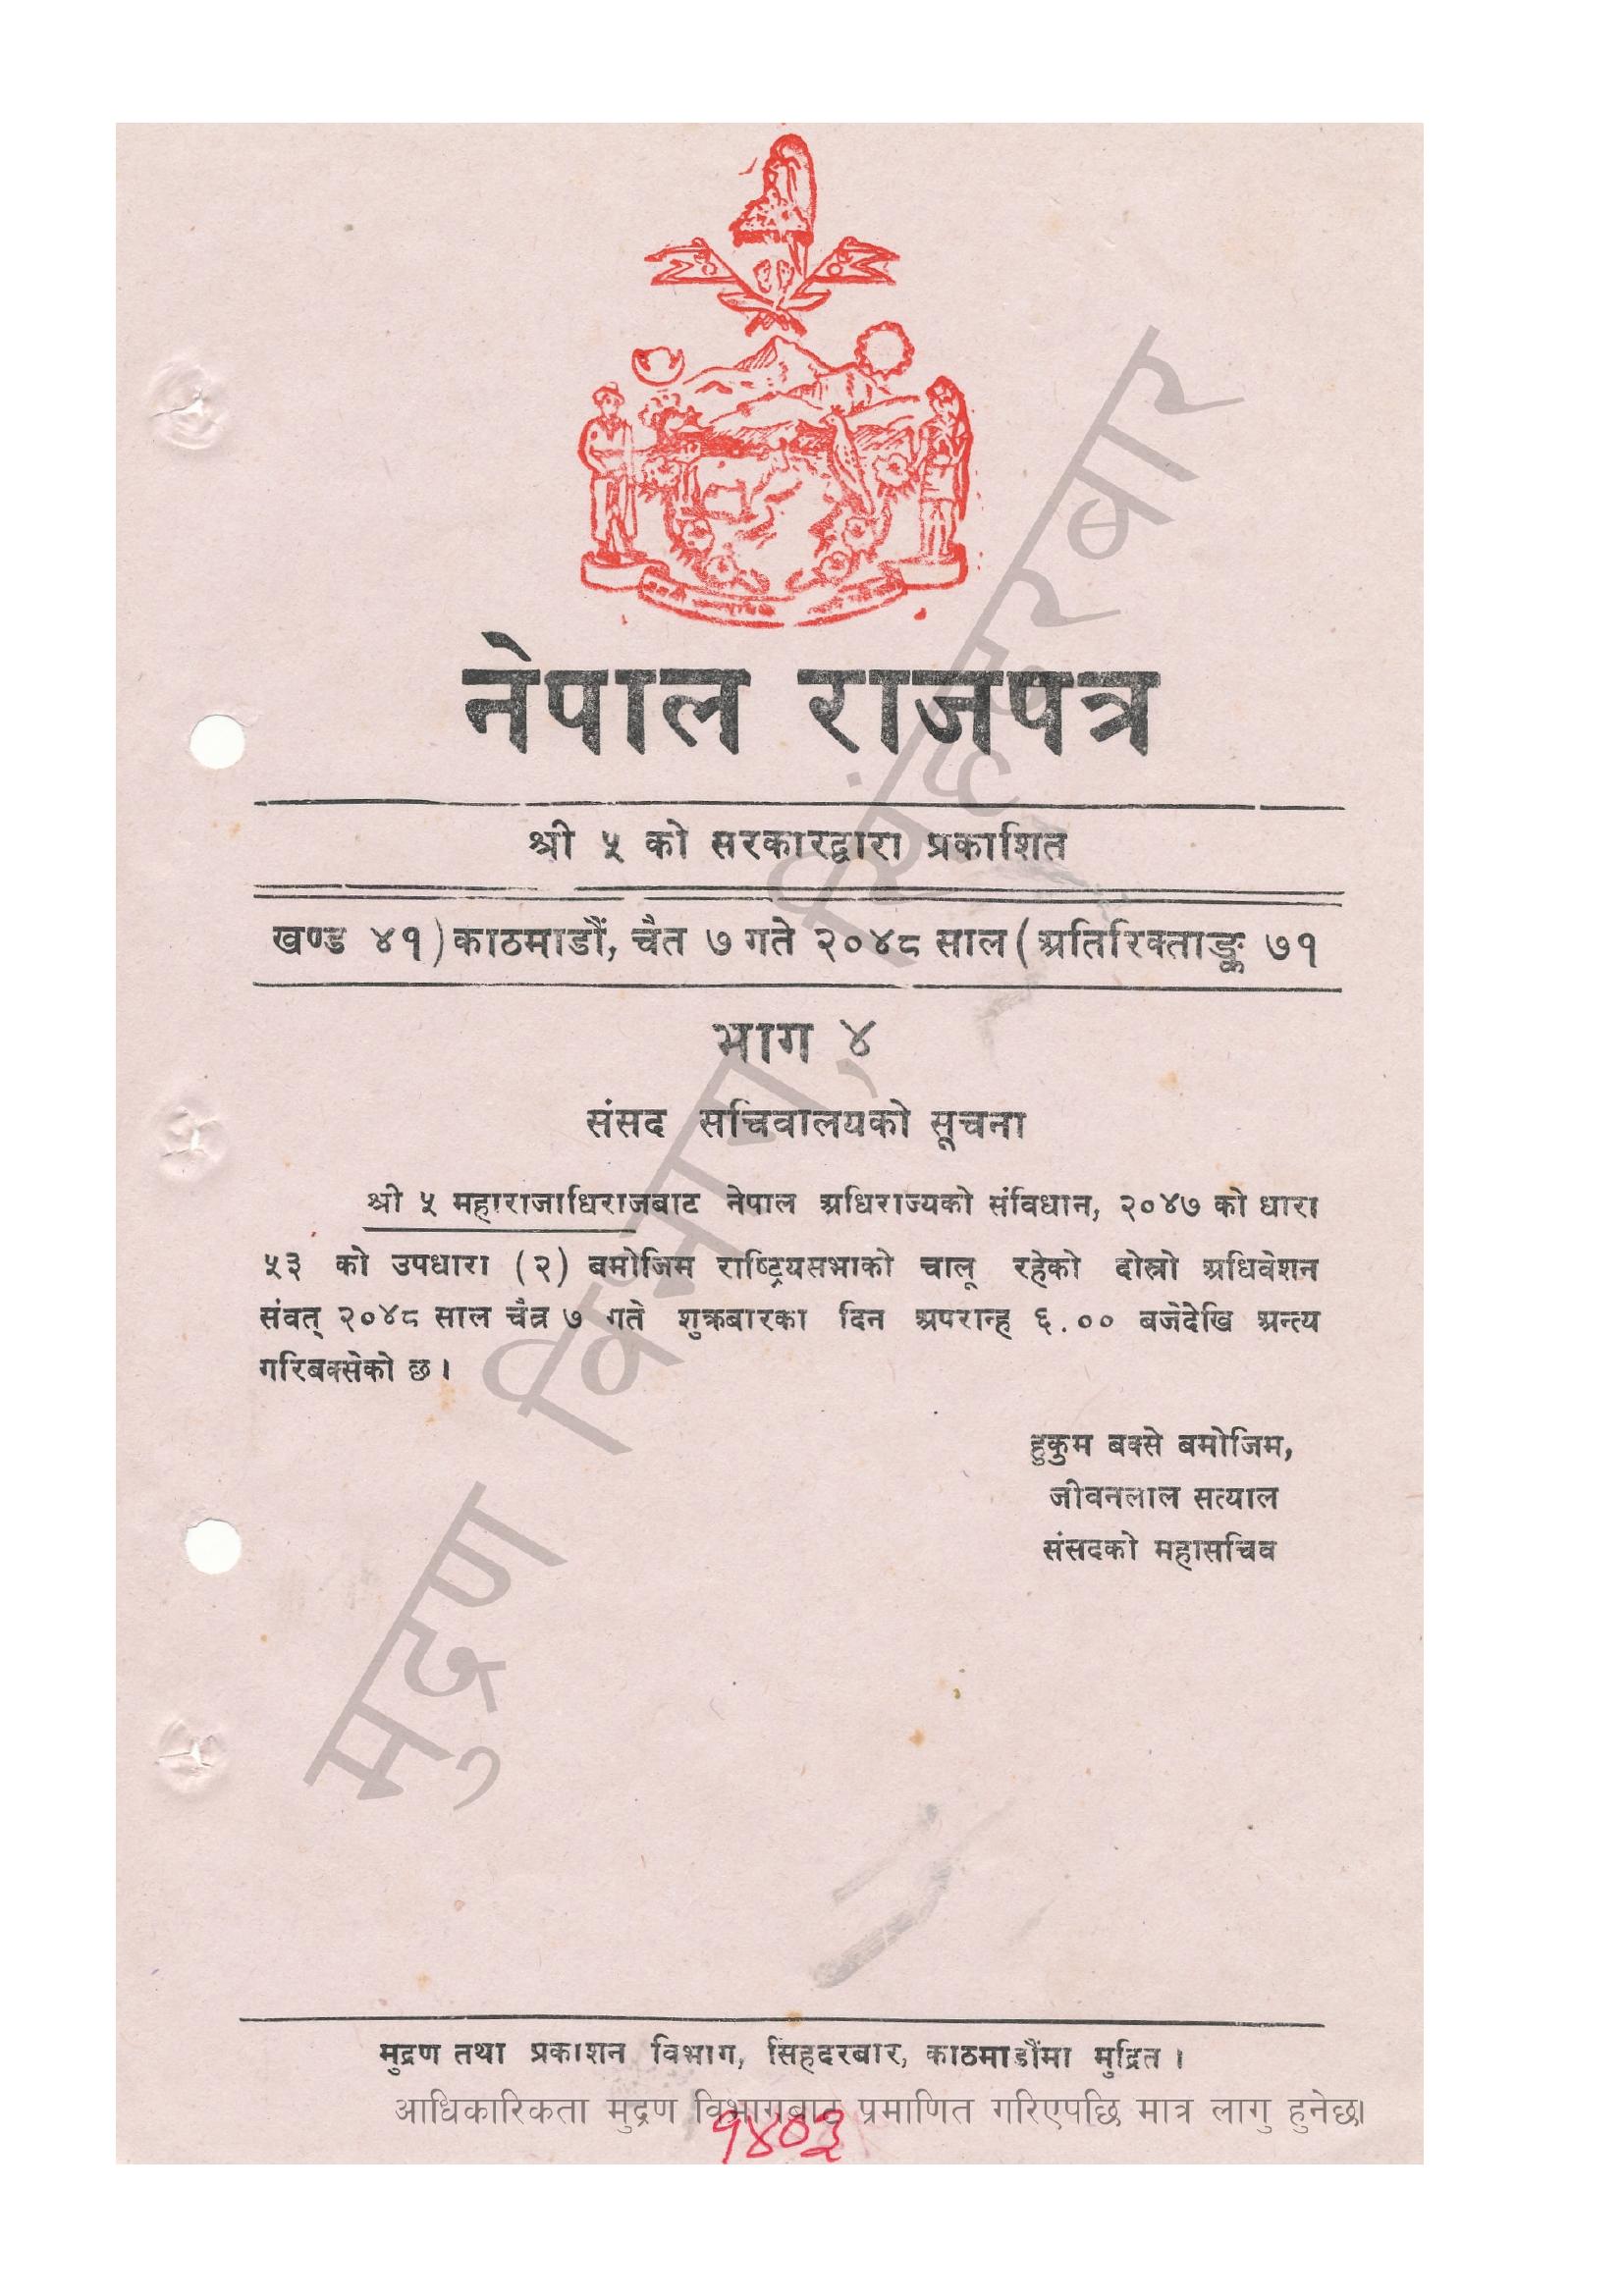 नेपाल राजपत्र
श्री ५ को सरकारद्वारा प्रकाशित
खण्ड ४१) काठमाडौं, चैत ७ गते २०४८ साल (अतिरिक्ताङ्क ७१
भाग ४
संसद सचिवालयको सूचना
श्री ५ महाराजाधिराजबाट नेपाल अधिराज्यको संविधान, २०४७ को धारा
५३ को उपधारा (२) बमोजिम राष्ट्रियसभाको चालू रहेको दोस्रो अधिवेशन
संवत् २०४८ साल चैत्र ७ गते शुक्रबारका दिन अपरान्ह ६.०० बजेदेखि अन्त्य
गरिबक्सेको छ।
हुकुम बक्से बमोजिम,
जीवनलाल सत्याल
संसदको महासचिव
मुद्रण विभाग, सिंहदरबार
मुद्रण तथा प्रकाशन विभाग, सिंहदरबार, काठमाडौंमा मुद्रित ।
आधिकारिकता मुद्रण विभागबाट प्रमाणित गरिएपछि मात्र लागु हुनेछ।
१४०३